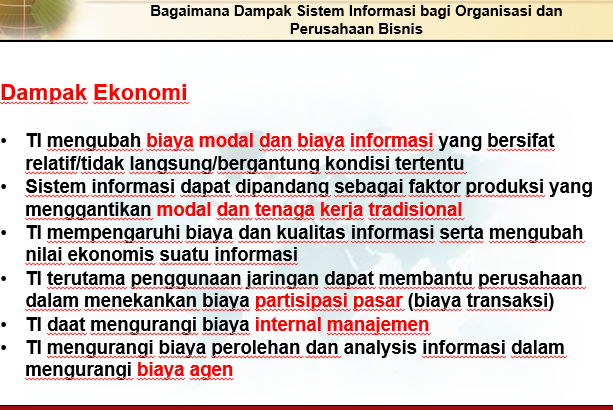 Bagaimana Dampak Sistem Informasi bagi Organisasi dan
Perusahaan Bisnis
Dampak Ekonomi
• TI mengubah biaya modal dan biaya informasi yang bersifat
relatif/tidak langsung/bergantung kondisi tertentu
• Sistem informasi dapat dipandang sebagai faktor produksi yang
menggantikan modal dan tenaga kerja tradisional
• TI mempengaruhi biaya dan kualitas informasi serta mengubah
nilai ekonomis suatu informasi
• TI terutama penggunaan jaringan dapat membantu perusahaan
dalam menekankan biaya partisipasi pasar (biaya transaksi)
• TI daat mengurangi biaya internal manajemen
• TI mengurangi biaya perolehan dan analysis informasi dalam
mengurangi biaya agen